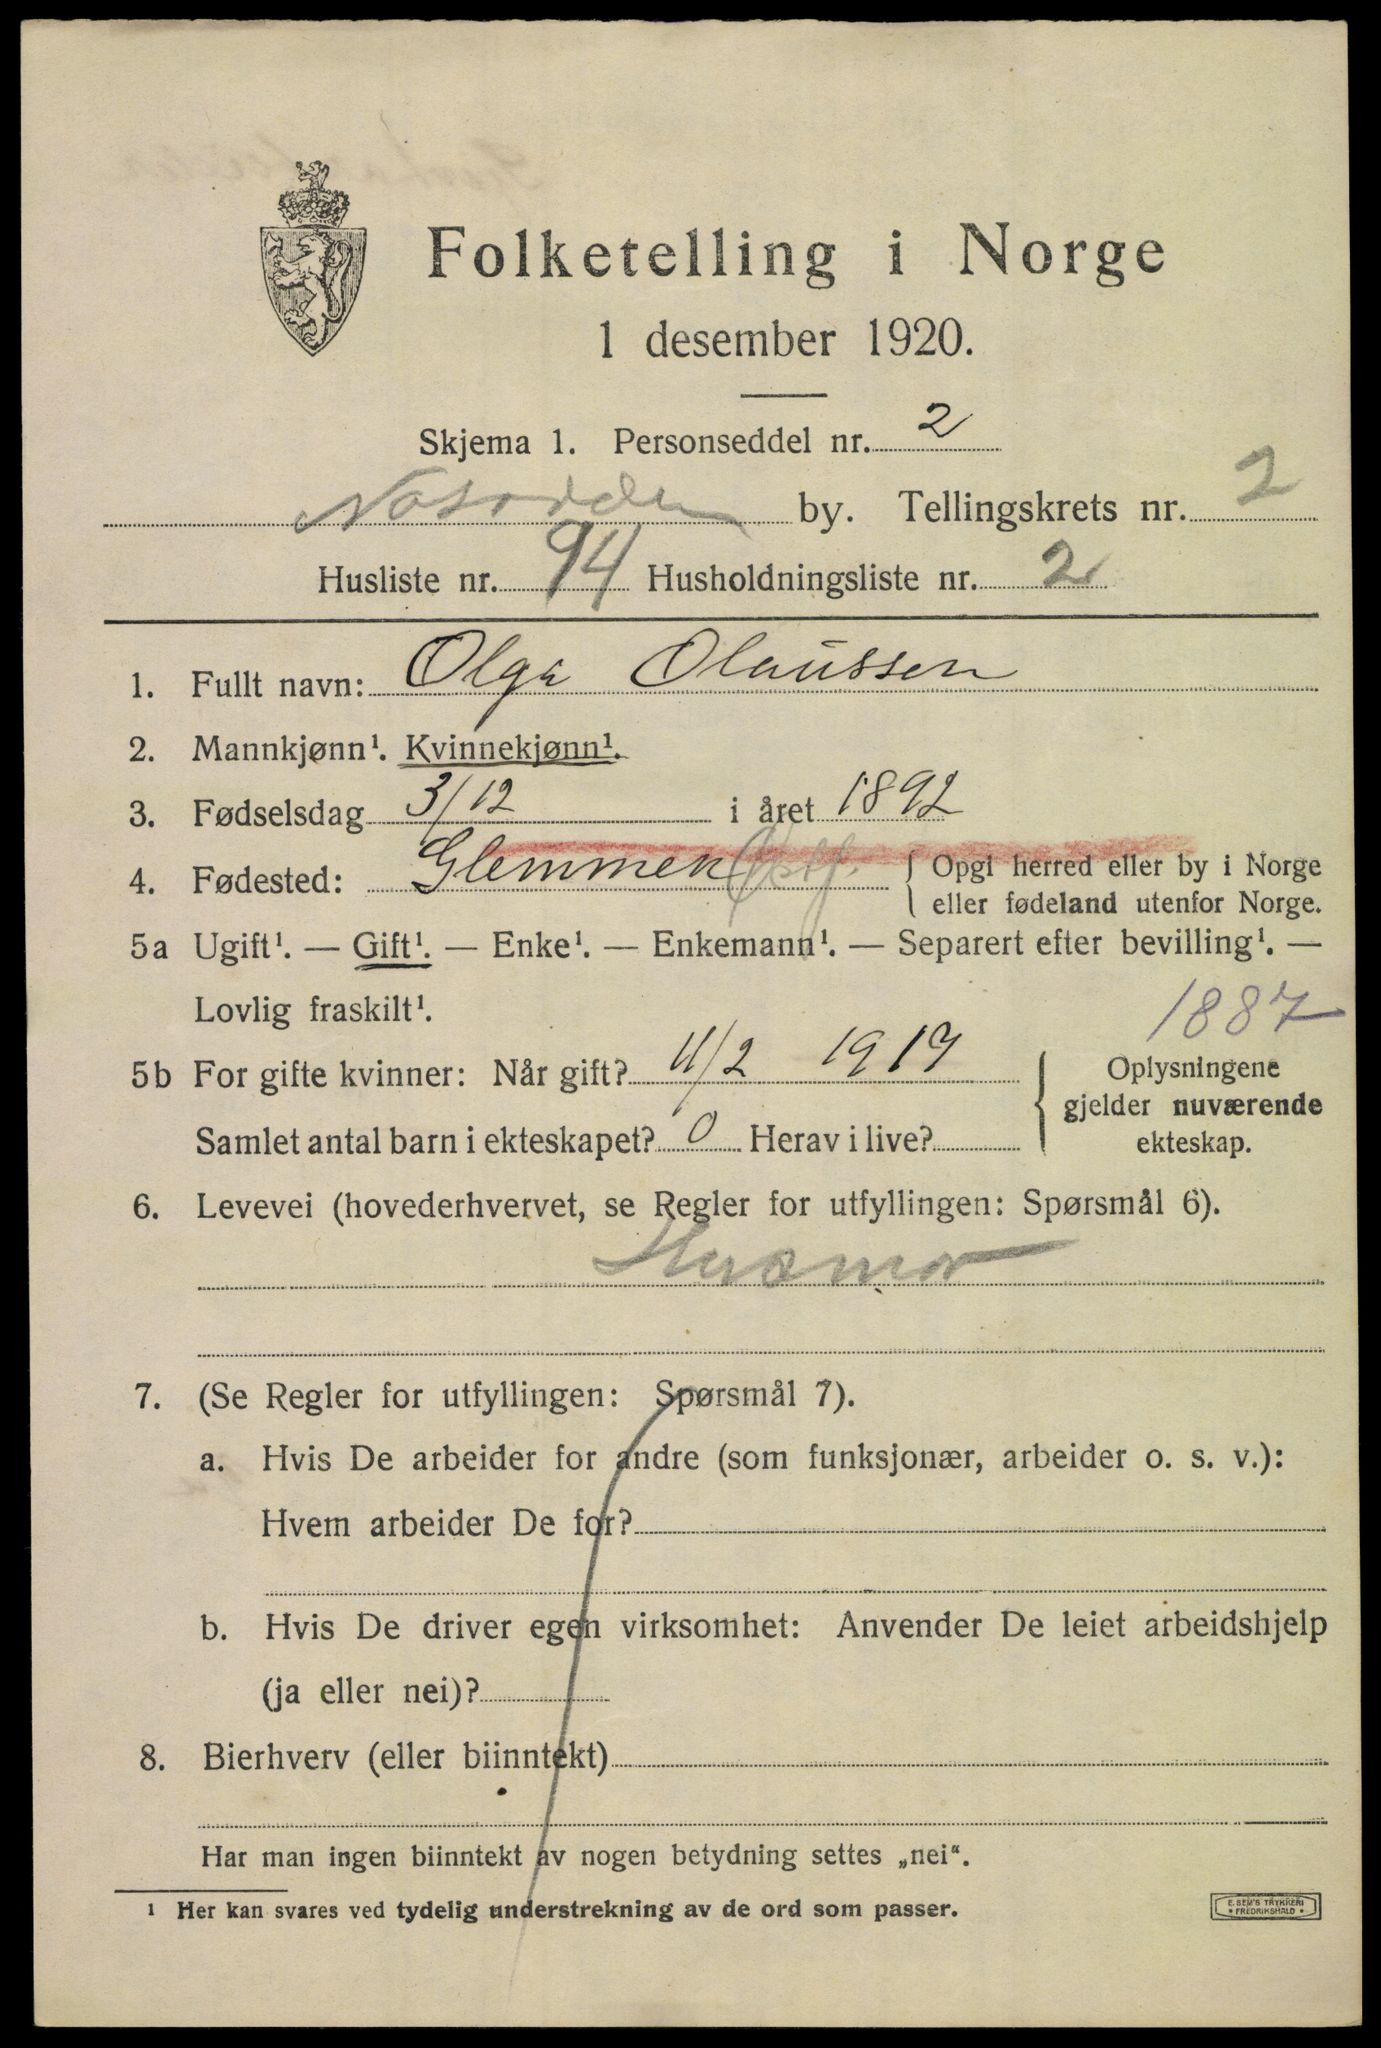 Folketelling i Norge
1 desember 1920.
Skjema 1. Personseddel nr. 2
Notodden by. Tellingskrets nr. 2
Husliste nr. 94 Husholdningsliste nr. 2
1. Fullt navn: Olga Olaussen
2. Mannkjønn¹. Kvinnekjønn¹.
3. Fødselsdag 3/12 i året 1892
4. Fødested: Glemmen { Opgi herred eller by i Norge
eller fødeland utenfor Norge.
5a Ugift¹. — Gift¹. — Enke¹. — Enkemann¹. — Separert efter bevilling¹. —
Lovlig fraskilt¹.
1887
5b For gifte kvinner: Når gift? 11/2 1917
Samlet antal barn i ekteskapet? 0 Herav i live?
Oplysningene
gjelder nuværende
ekteskap.
6. Levevei (hovederhvervet, se Regler for utfyllingen: Spørsmål 6).
Husmor
7. (Se Regler for utfyllingen: Spørsmål 7).
a. Hvis De arbeider for andre (som funksjonær, arbeider o. s. v.):
Hvem arbeider De for?
b. Hvis De driver egen virksomhet: Anvender De leiet arbeidshjelp
(ja eller nei)?
8. Bierhverv (eller biinntekt)
Har man ingen biinntekt av nogen betydning settes „nei“.
¹ Her kan svares ved tydelig understrekning av de ord som passer.
E. SEM'S TRYKKERI
FREDRIKSHALD